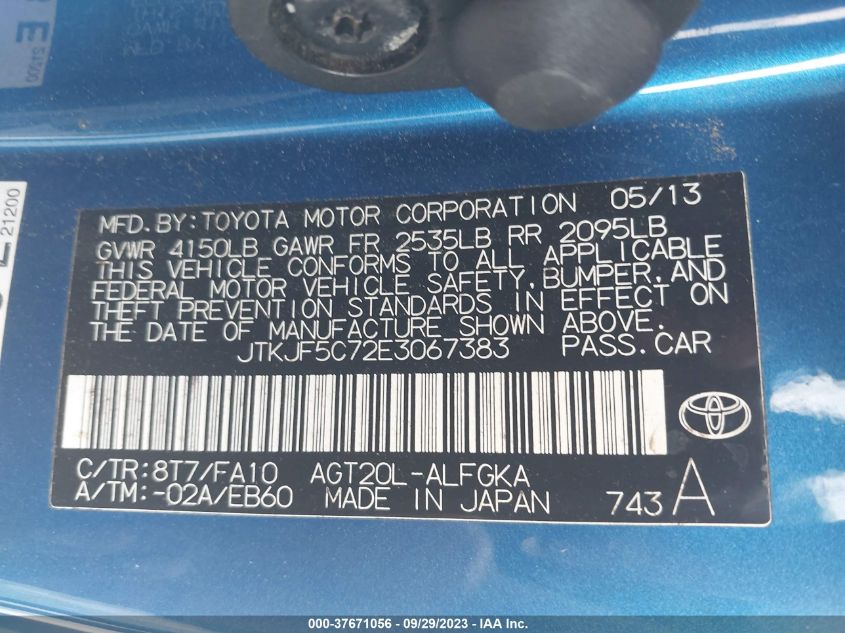 E
S1400
21200
MFD. BY: TOYOTA MOTOR CORPORATION 05/13
GVWR 4150LB GAWR FR 2535LB RR 2095LB
THIS VEHICLE CONFORMS TO ALL APPLICABLE
FEDERAL MOTOR VEHICLE SAFETY, BUMPER, AND
THEFT PREVENTION STANDARDS IN EFFECT ON
THE DATE OF MANUFACTURE SHOWN ABOVE.
JTKJF5C72E3067383 PASS. CAR
C/TR: 8T7/FA10 AGT20L-ALFGKA
A/TM: -02A/EB60 MADE IN JAPAN 743 A
000-37671056 - 09/29/2023 - IAA Inc.